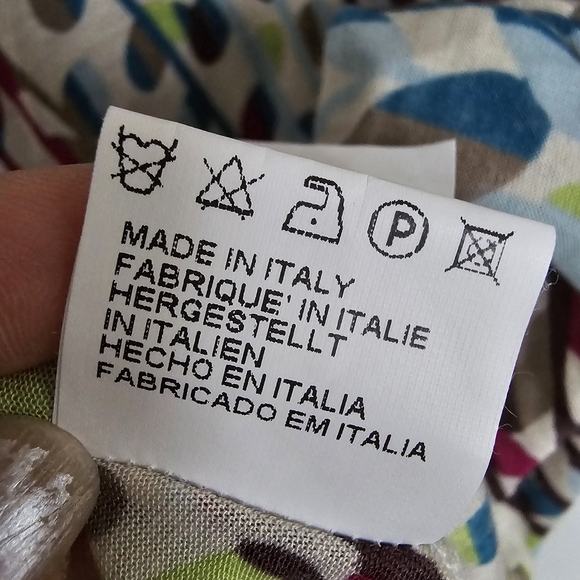 P
MADE IN ITALY
FABRIQUE' IN ITALIE
HERGESTELLT
IN ITALIEN
HECHO EN ITALIA
FABRICADO EM ITALIA